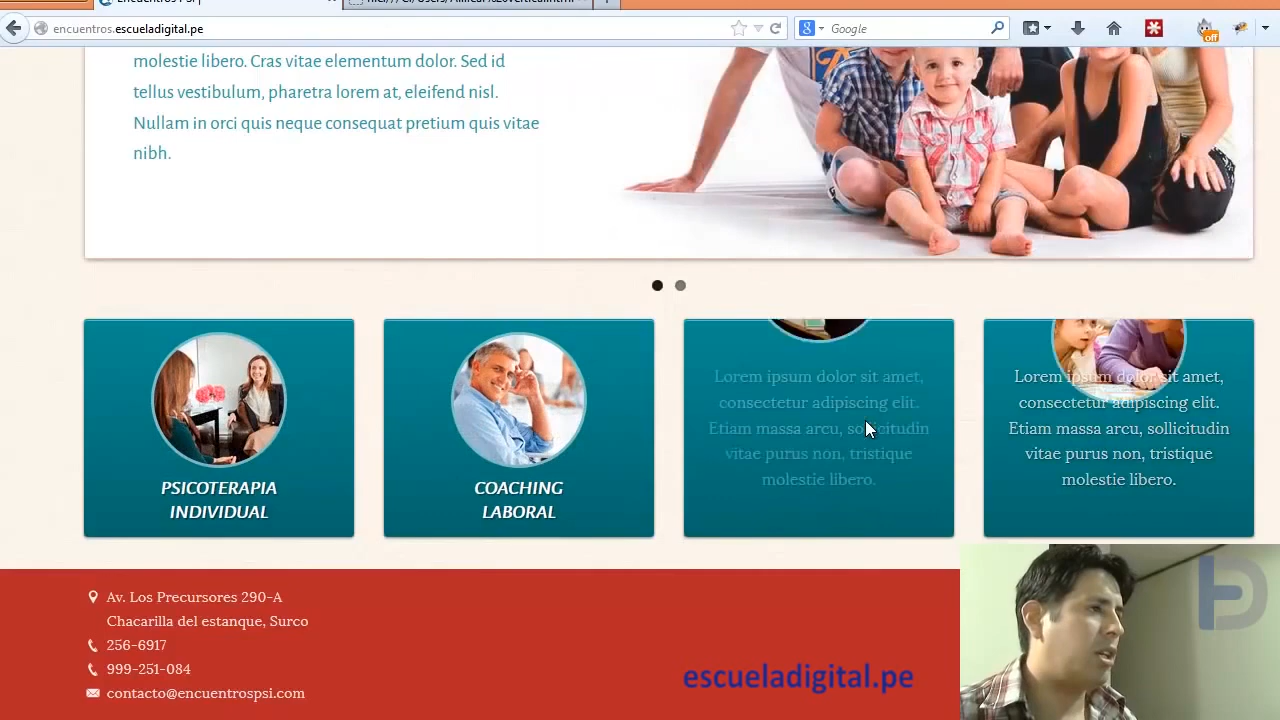 encuentros.escueladigital.pe
Google
off
molestie libero. Cras vitae elementum dolor. Sed id
tellus vestibulum, pharetra lorem at, eleifend nisl.
Nullam in orci quis neque consequat pretium quis vitae
nibh.
PSICOTERAPIA
INDIVIDUAL
COACHING
LABORAL
Lorem ipsum dolor sit amet,
consectetur adipiscing elit.
Etiam massa arcu, sollicitudin
vitae purus non, tristique
molestie libero.
Lorem ipsum dolor sit amet,
consectetur adipiscing elit.
Etiam massa arcu, sollicitudin
vitae purus non, tristique
molestie libero.
Av. Los Precursores 290-A
Chacarilla del estanque, Surco
256-6917
999-251-084
contacto@encuentrospsi.com
escueladigital.pe